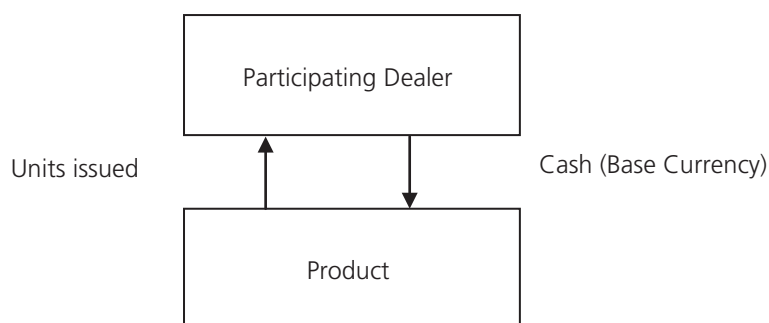 Participating Dealer
Units issued
Cash (Base Currency)
Product